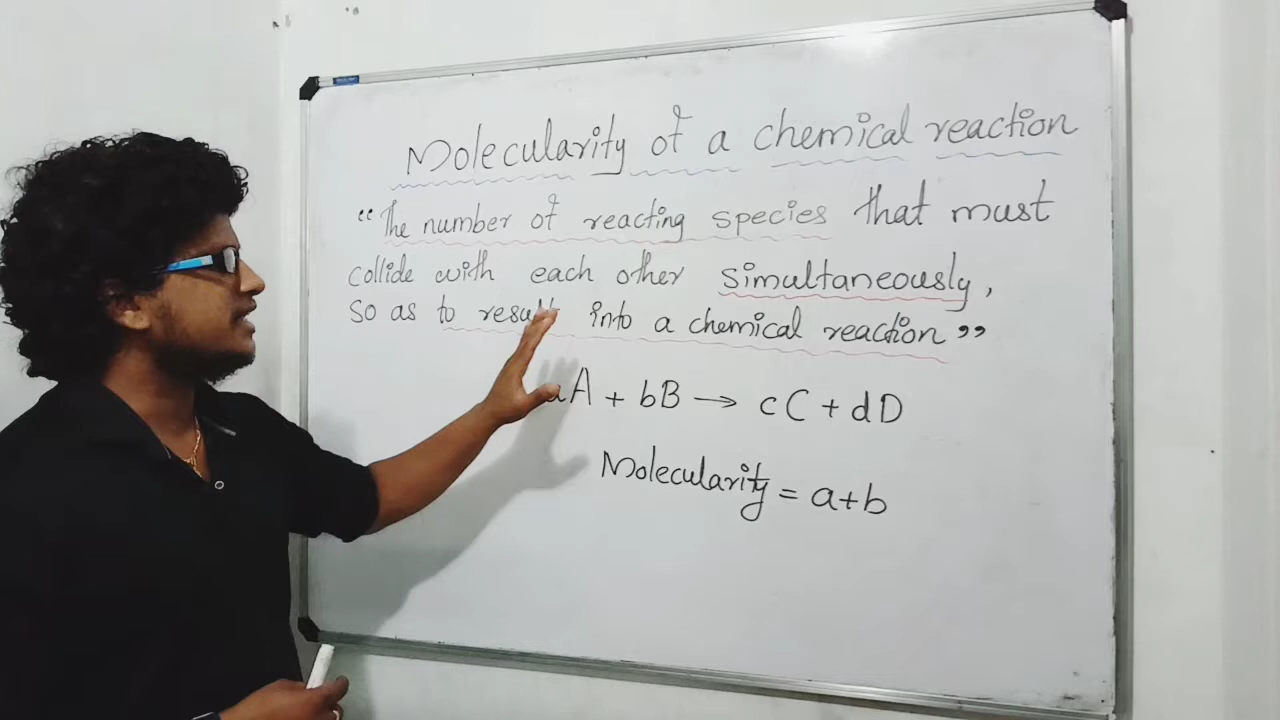 Molecularity of a chemical reaction
“The number of reacting species that must
collide with each other simultaneously,
so as to result into a chemical reaction”
aA + bB → cC + dD
Molecularity = a+b